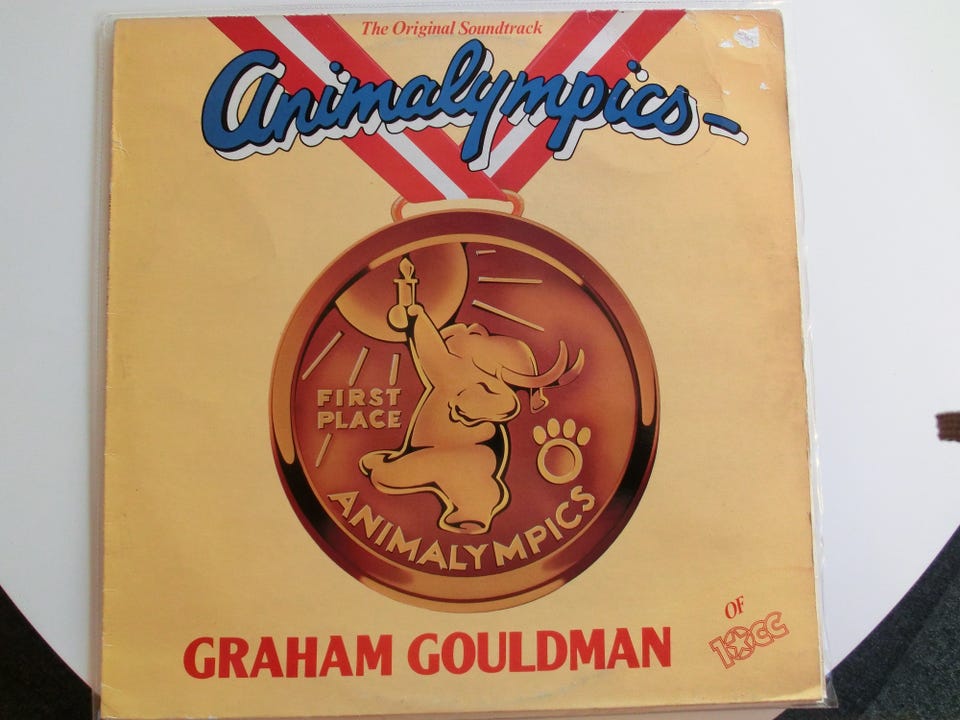 The Original Soundtrack
Animalympics
FIRST
PLACE
ANIMALYMPICS
GRAHAM GOULDMAN
OF
10cc